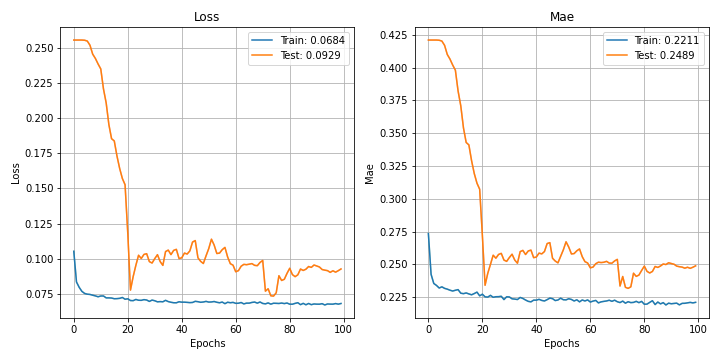 Loss
0.250
0.225
0.200
0.175
0.150
0.125
0.100
0.075
Loss
Train: 0.0684
Test: 0.0929
0 20 40 60 80 100
Epochs
Mae
0.425
0.400
0.375
0.350
0.325
0.300
0.275
0.250
0.225
Mae
Train: 0.2211
Test: 0.2489
0 20 40 60 80 100
Epochs